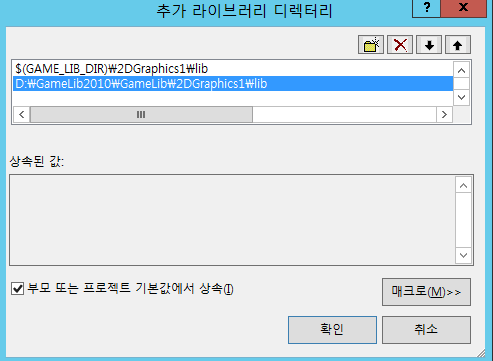 추가 라이브러리 디렉터리
?
$(GAME_LIB_DIR)₩2DGraphics1₩lib
D:₩GameLib2010₩GameLib₩2DGraphics1₩lib
상속된 값:
부모 또는 프로젝트 기본값에서 상속(I)
매크로(M)>>
확인
취소